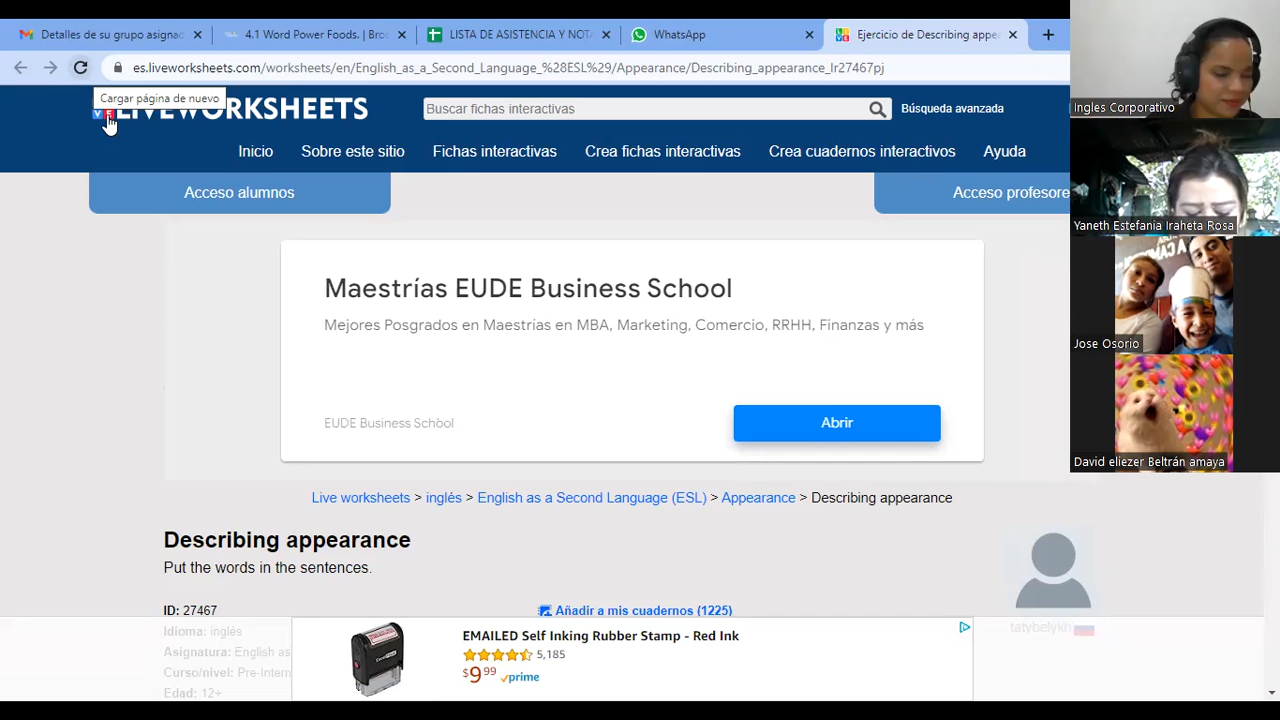 Detalles de su grupo asigna
4.1 Word Power Foods. | Bro
LISTA DE ASISTENCIA Y NOT
WhatsApp
Ejercicio de Describing appe
es.liveworksheets.com/worksheets/en/English_as_a_Second_Language_%28ESL%29/Appearance/Describing_appearance_lr27467pj
Cargar página de nuevo
LIVEWORKSHEETS
Buscar fichas interactivas
Búsqueda avanzada
Inicio
Sobre este sitio
Fichas interactivas
Crea fichas interactivas
Crea cuadernos interactivos
Ayuda
Acceso alumnos
Acceso profesore
Maestrías EUDE Business School
Mejores Posgrados en Maestrías en MBA, Marketing, Comercio, RRHH, Finanzas y más
EUDE Business School
Abrir
Live worksheets > inglés > English as a Second Language (ESL) > Appearance > Describing appearance
Describing appearance
Put the words in the sentences.
ID: 27467
Añadir a mis cuadernos (1225)
Idioma: inglés
Asignatura: English as
Curso/nivel: Pre-Interm
Edad: 12+
tatybelykh
EMAILED Self Inking Rubber Stamp - Red Ink
5,185
$9 99 prime
Ingles Corporativo
Yaneth Estefania Iraheta Rosa
Jose Osorio
David eliezer Beltrán amaya